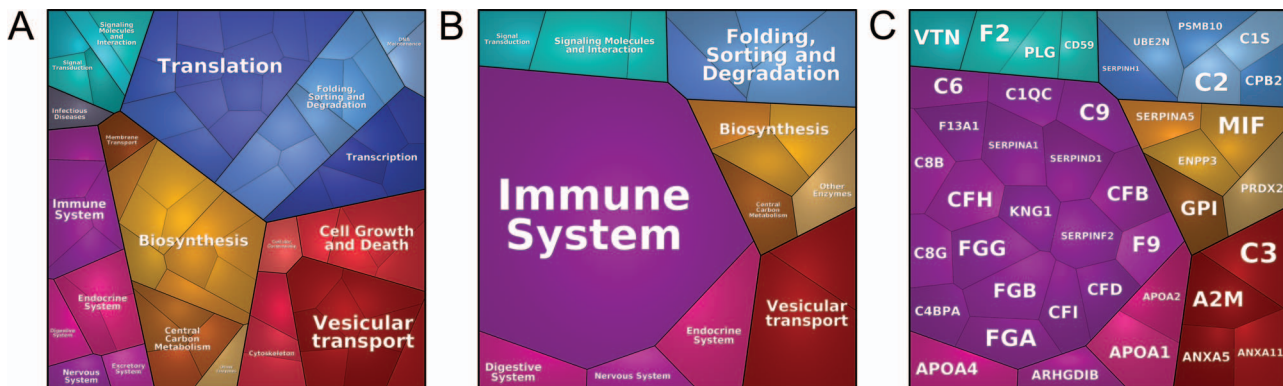 A
Signaling Molecules
and Interaction
Signal
Transduction
Translation
Folding,
Sorting and
Degradation
Infectious
Diseases
Membrane
Transport
Transcription
Immune
System
Biosynthesis
Cell Growth
and Death
Endocrine
System
Digestive
System
Central
Carbon
Metabolism
Vesicular
transport
Cytoskeleton
Nervous
System
Excretory
System
B
Signal
Transduction
Signaling Molecules
and Interaction
Folding,
Sorting and
Degradation
Biosynthesis
Immune
System
Central
Carbon
Metabolism
Other
Enzymes
Vesicular
transport
Endocrine
System
Digestive
System
Nervous System
C
VTN
F2
PLG
CD59
UBE2N
PSMB10
C1S
SERPINH1
C2
CPB2
C6
C1QC
C9
SERPINA5
MIF
F13A1
SERPINA1
SERPIND1
C8B
ENPP3
PRDX2
CFH
KNG1
CFB
GPI
C8G
FGG
SERPINF2
F9
C3
C4BPA
FGB
CFI
CFD
APOA2
A2M
FGA
APOA1
ANXA5
ANXA11
APOA4
ARHGDIB